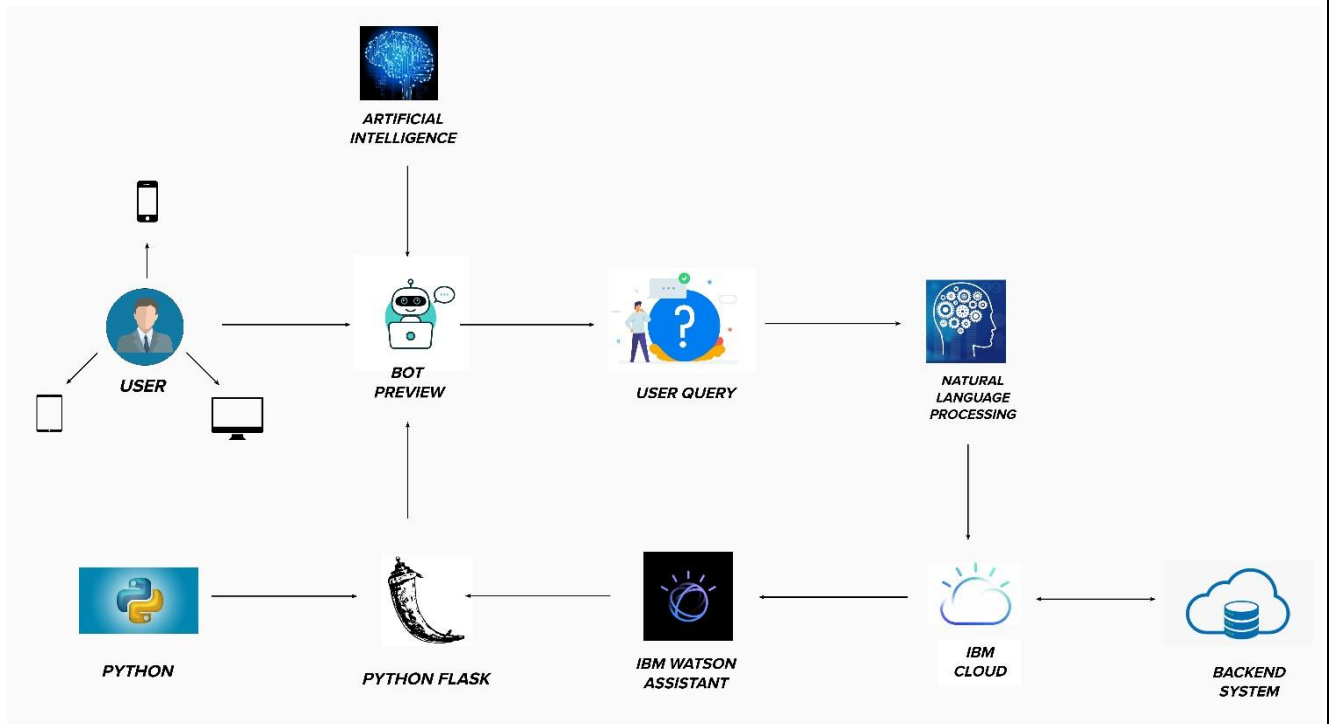 ARTIFICIAL
INTELLIGENCE
USER
BOT
PREVIEW
?
USER QUERY
NATURAL
LANGUAGE
PROCESSING
PYTHON
PYTHON FLASK
IBM WATSON
ASSISTANT
IBM
CLOUD
BACKEND
SYSTEM